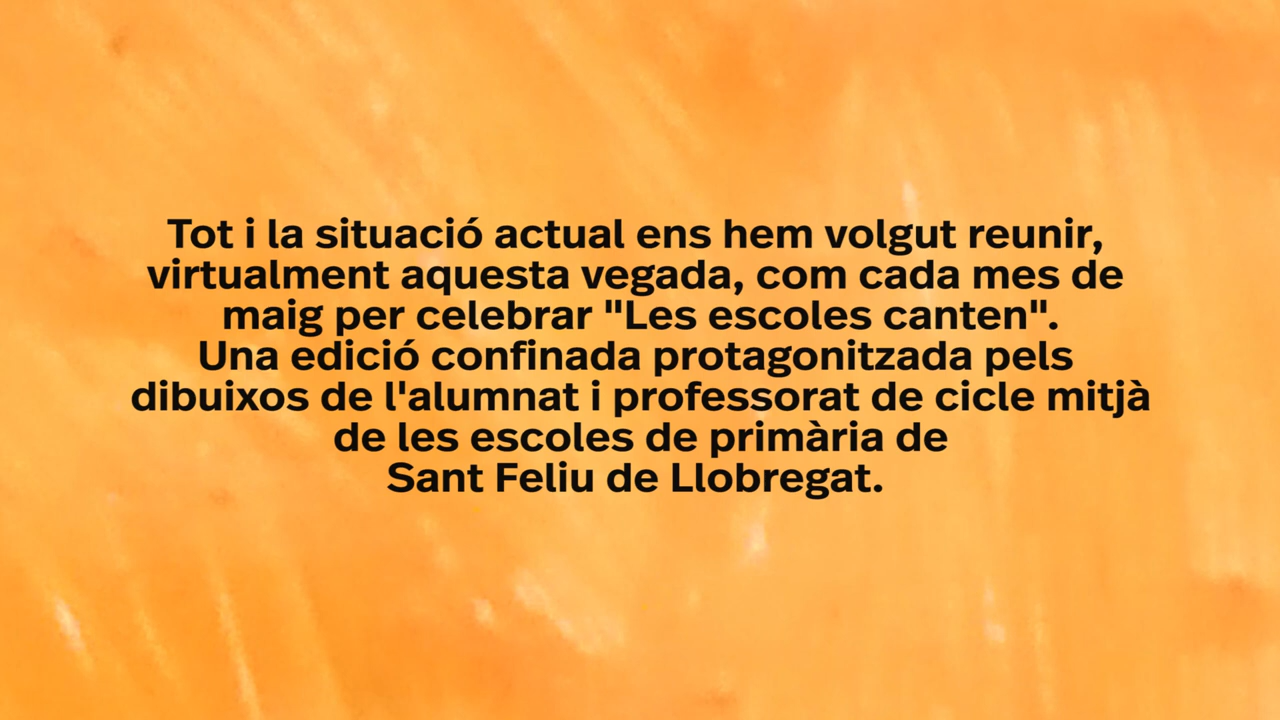 Tot i la situació actual ens hem volgut reunir,
virtualment aquesta vegada, com cada mes de
maig per celebrar "Les escoles canten".
Una edició confinada protagonitzada pels
dibuixos de l'alumnat i professorat de cicle mitjà
de les escoles de primària de
Sant Feliu de Llobregat.